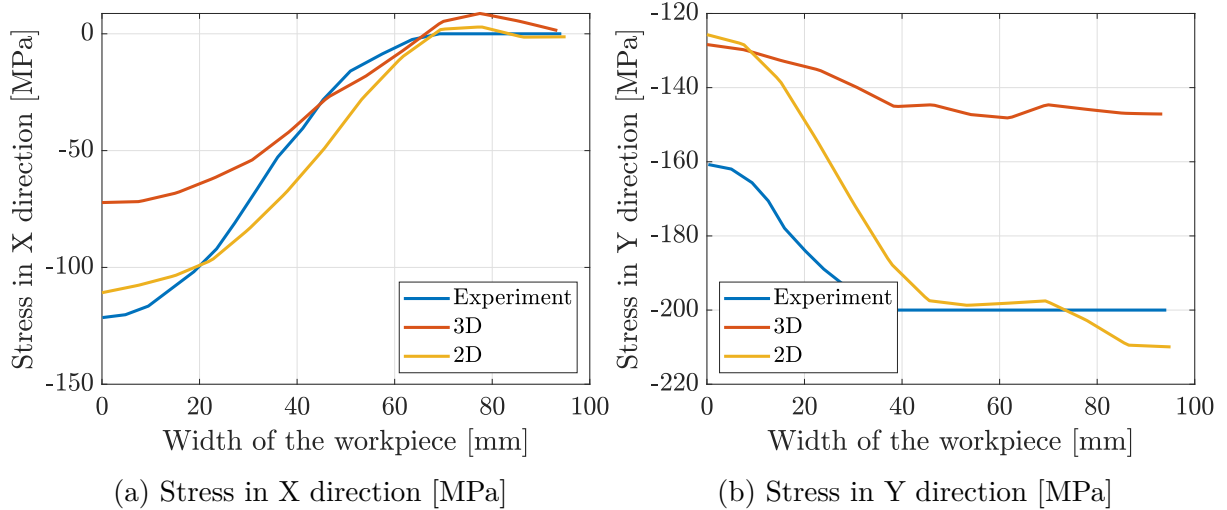 0
-50
-100
-150
0
20
40
60
80
100
Stress in X direction [MPa]
Width of the workpiece [mm]
Experiment
3D
2D
(a) Stress in X direction [MPa]
-120
-140
-160
-180
-200
-220
0
20
40
60
80
100
Stress in Y direction [MPa]
Width of the workpiece [mm]
Experiment
3D
2D
(b) Stress in Y direction [MPa]